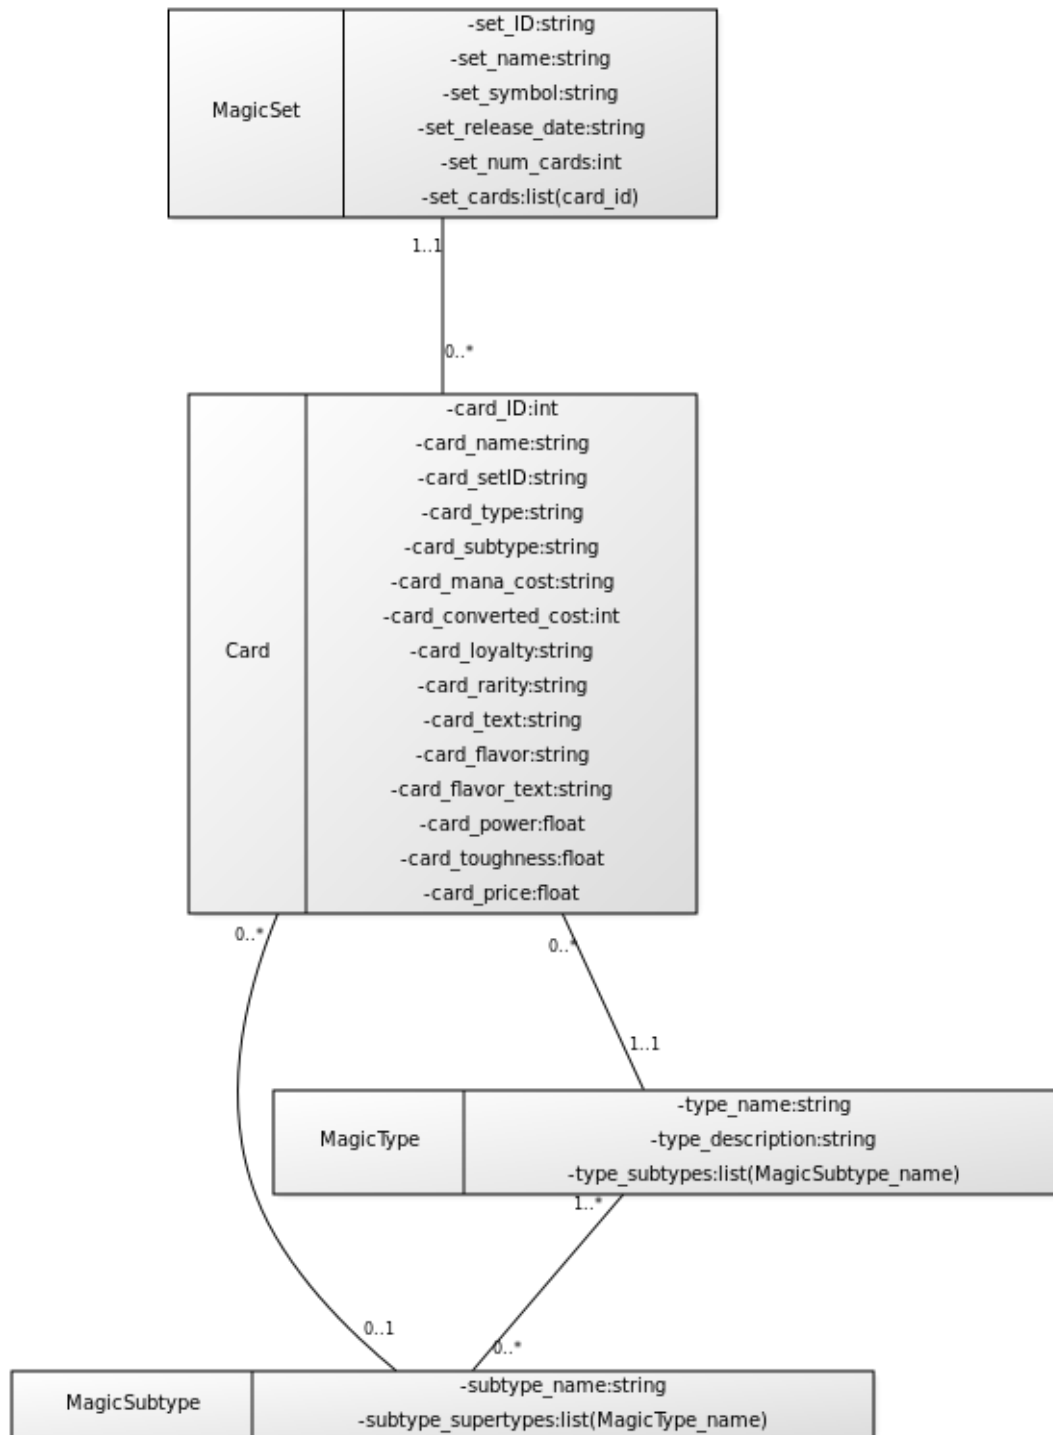 MagicSet
-set_ID:string
-set_name:string
-set_symbol:string
-set_release_date:string
-set_num_cards:int
-set_cards:list(card_id)
1..1
0..*
Card
-card_ID:int
-card_name:string
-card_setID:string
-card_type:string
-card_subtype:string
-card_mana_cost:string
-card_converted_cost:int
-card_loyalty:string
-card_rarity:string
-card_text:string
-card_flavor:string
-card_flavor_text:string
-card_power:float
-card_toughness:float
-card_price:float
0..*
0..*
1..1
MagicType
-type_name:string
-type_description:string
-type_subtypes:list(MagicSubtype_name)
1..*
0..1
0..*
MagicSubtype
-subtype_name:string
-subtype_supertypes:list(MagicType_name)